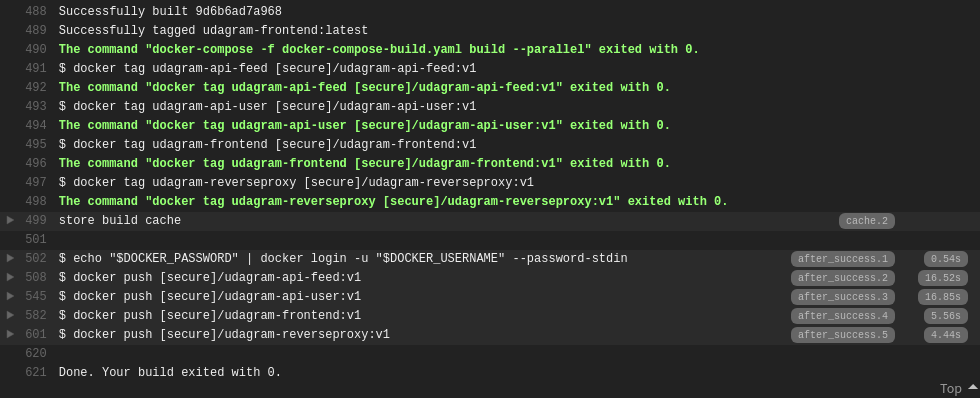 488 Successfully built 9d6b6ad7a968
489 Successfully tagged udagram-frontend:latest
490 The command "docker-compose -f docker-compose-build.yaml build --parallel" exited with 0.
491 $ docker tag udagram-api-feed [secure]/udagram-api-feed:v1
492 The command "docker tag udagram-api-feed [secure]/udagram-api-feed:v1" exited with 0.
493 $ docker tag udagram-api-user [secure]/udagram-api-user:v1
494 The command "docker tag udagram-api-user [secure]/udagram-api-user:v1" exited with 0.
495 $ docker tag udagram-frontend [secure]/udagram-frontend:v1
496 The command "docker tag udagram-frontend [secure]/udagram-frontend:v1" exited with 0.
497 $ docker tag udagram-reverseproxy [secure]/udagram-reverseproxy:v1
498 The command "docker tag udagram-reverseproxy [secure]/udagram-reverseproxy:v1" exited with 0.
499 store build cache cache.2
501
502 $ echo "$DOCKER_PASSWORD" | docker login -u "$DOCKER_USERNAME" --password-stdin after_success.1 0.54s
508 $ docker push [secure]/udagram-api-feed:v1 after_success.2 16.52s
545 $ docker push [secure]/udagram-api-user:v1 after_success.3 16.85s
582 $ docker push [secure]/udagram-frontend:v1 after_success.4 5.56s
601 $ docker push [secure]/udagram-reverseproxy:v1 after_success.5 4.44s
620
621 Done. Your build exited with 0.
Top